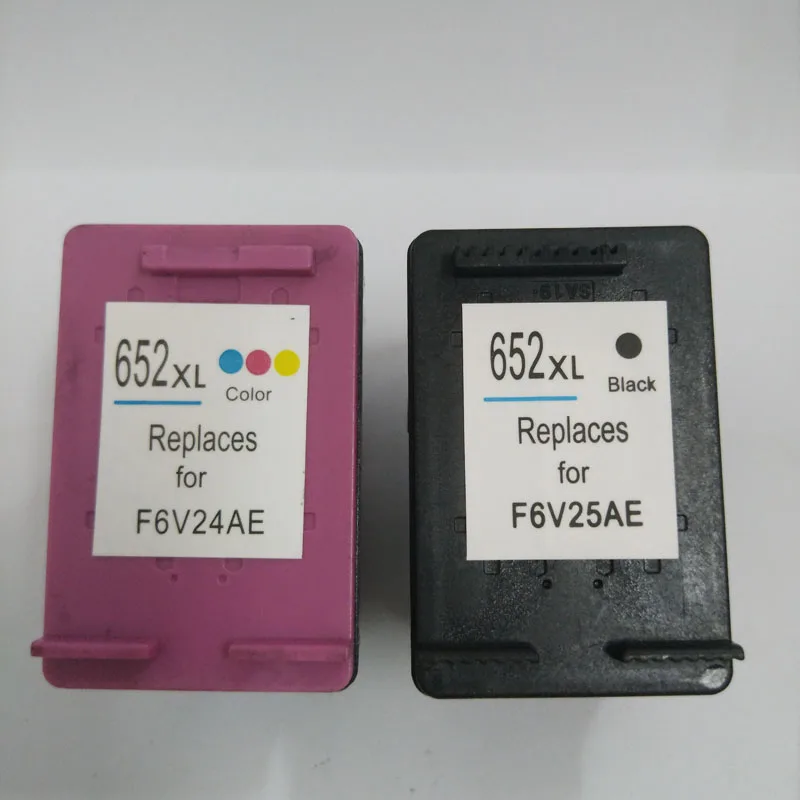 652XL
Color
Replaces
for
F6V24AE
652XL
Black
Replaces
for
F6V25AE